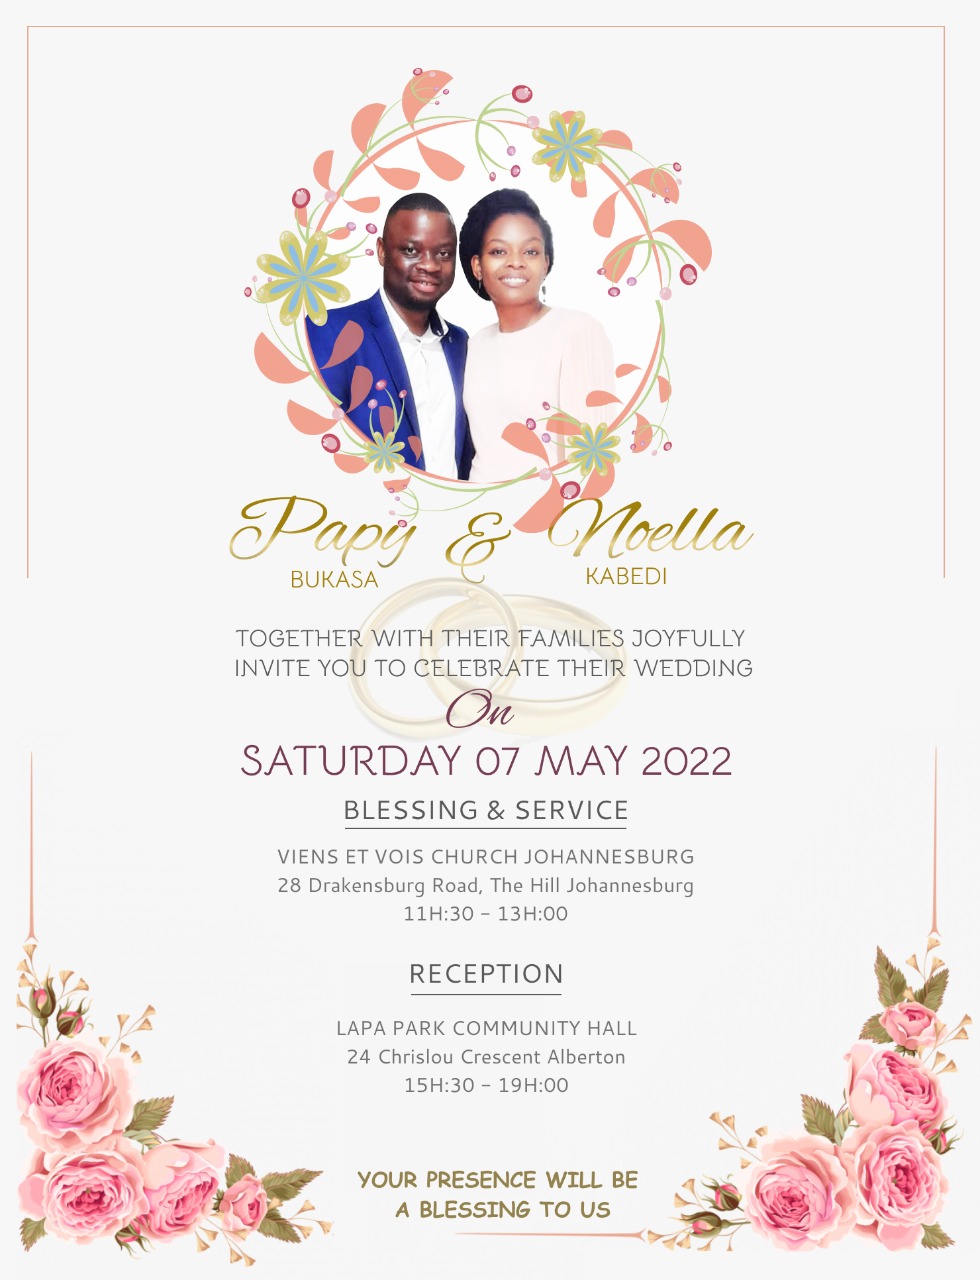 Papy & Noella
BUKASA KABEDI
TOGETHER WITH THEIR FAMILIES JOYFULLY
INVITE YOU TO CELEBRATE THEIR WEDDING
On
SATURDAY 07 MAY 2022
BLESSING & SERVICE
VIENS ET VOIS CHURCH JOHANNESBURG
28 Drakensburg Road, The Hill Johannesburg
11H:30 - 13H:00
RECEPTION
LAPA PARK COMMUNITY HALL
24 Chrislou Crescent Alberton
15H:30 - 19H:00
YOUR PRESENCE WILL BE
A BLESSING TO US